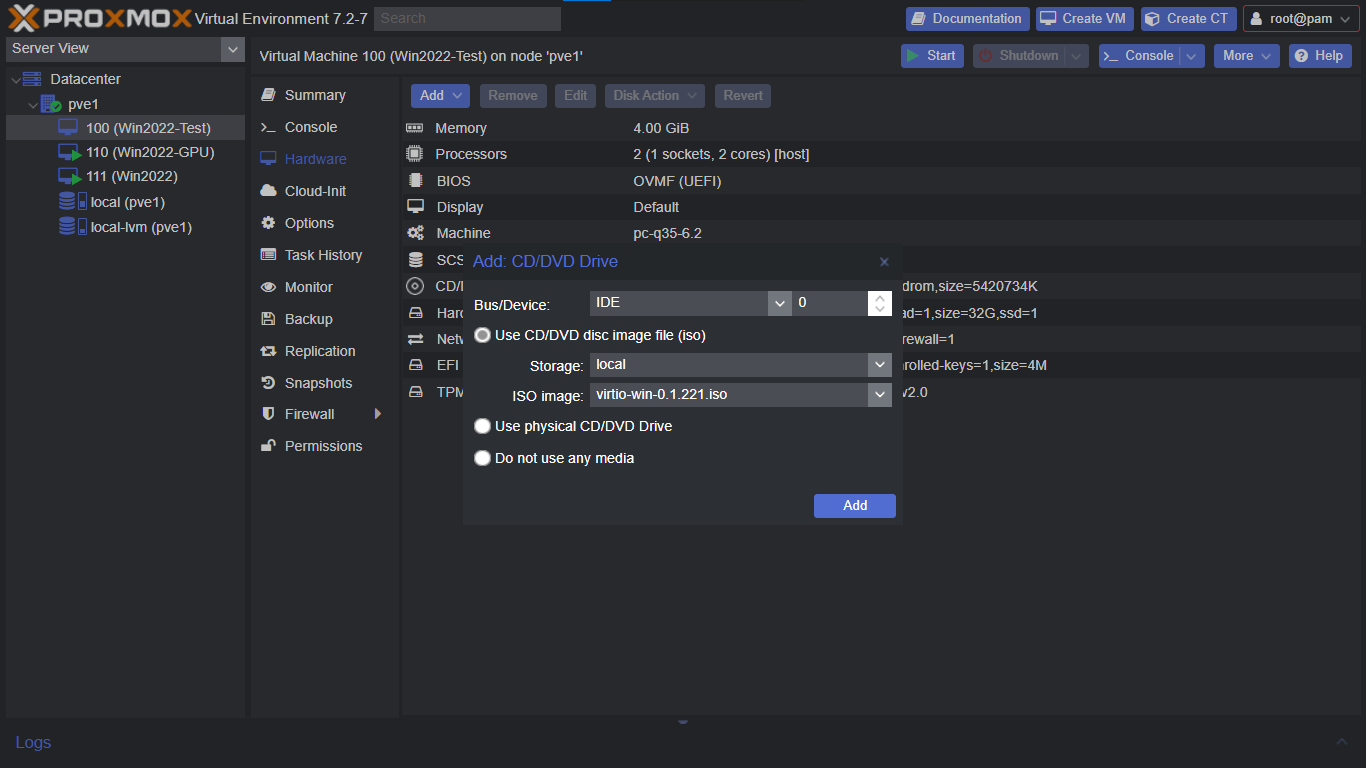 PROXMOX Virtual Environment 7.2-7 Search Documentation Create VM Create CT root@pam
Server View
Virtual Machine 100 (Win2022-Test) on node 'pve1' Start Shutdown Console More Help
Datacenter
pve1
100 (Win2022-Test)
110 (Win2022-GPU)
111 (Win2022)
local (pve1)
local-lvm (pve1)
Summary
Console
Hardware
Cloud-Init
Options
Task History
Monitor
Backup
Replication
Snapshots
Firewall
Permissions
Add Remove Edit Disk Action Revert
Memory 4.00 GiB
Processors 2 (1 sockets, 2 cores) [host]
BIOS OVMF (UEFI)
Display Default
Machine pc-q35-6.2
SCS
CD/ drom,size=5420734K
Hard ad=1,size=32G,ssd=1
Netw rewall=1
EFI nrolled-keys=1,size=4M
TPM v2.0
Add: CD/DVD Drive
Bus/Device: IDE 0
Use CD/DVD disc image file (iso)
Storage: local
ISO image: virtio-win-0.1.221.iso
Use physical CD/DVD Drive
Do not use any media
Add
Logs